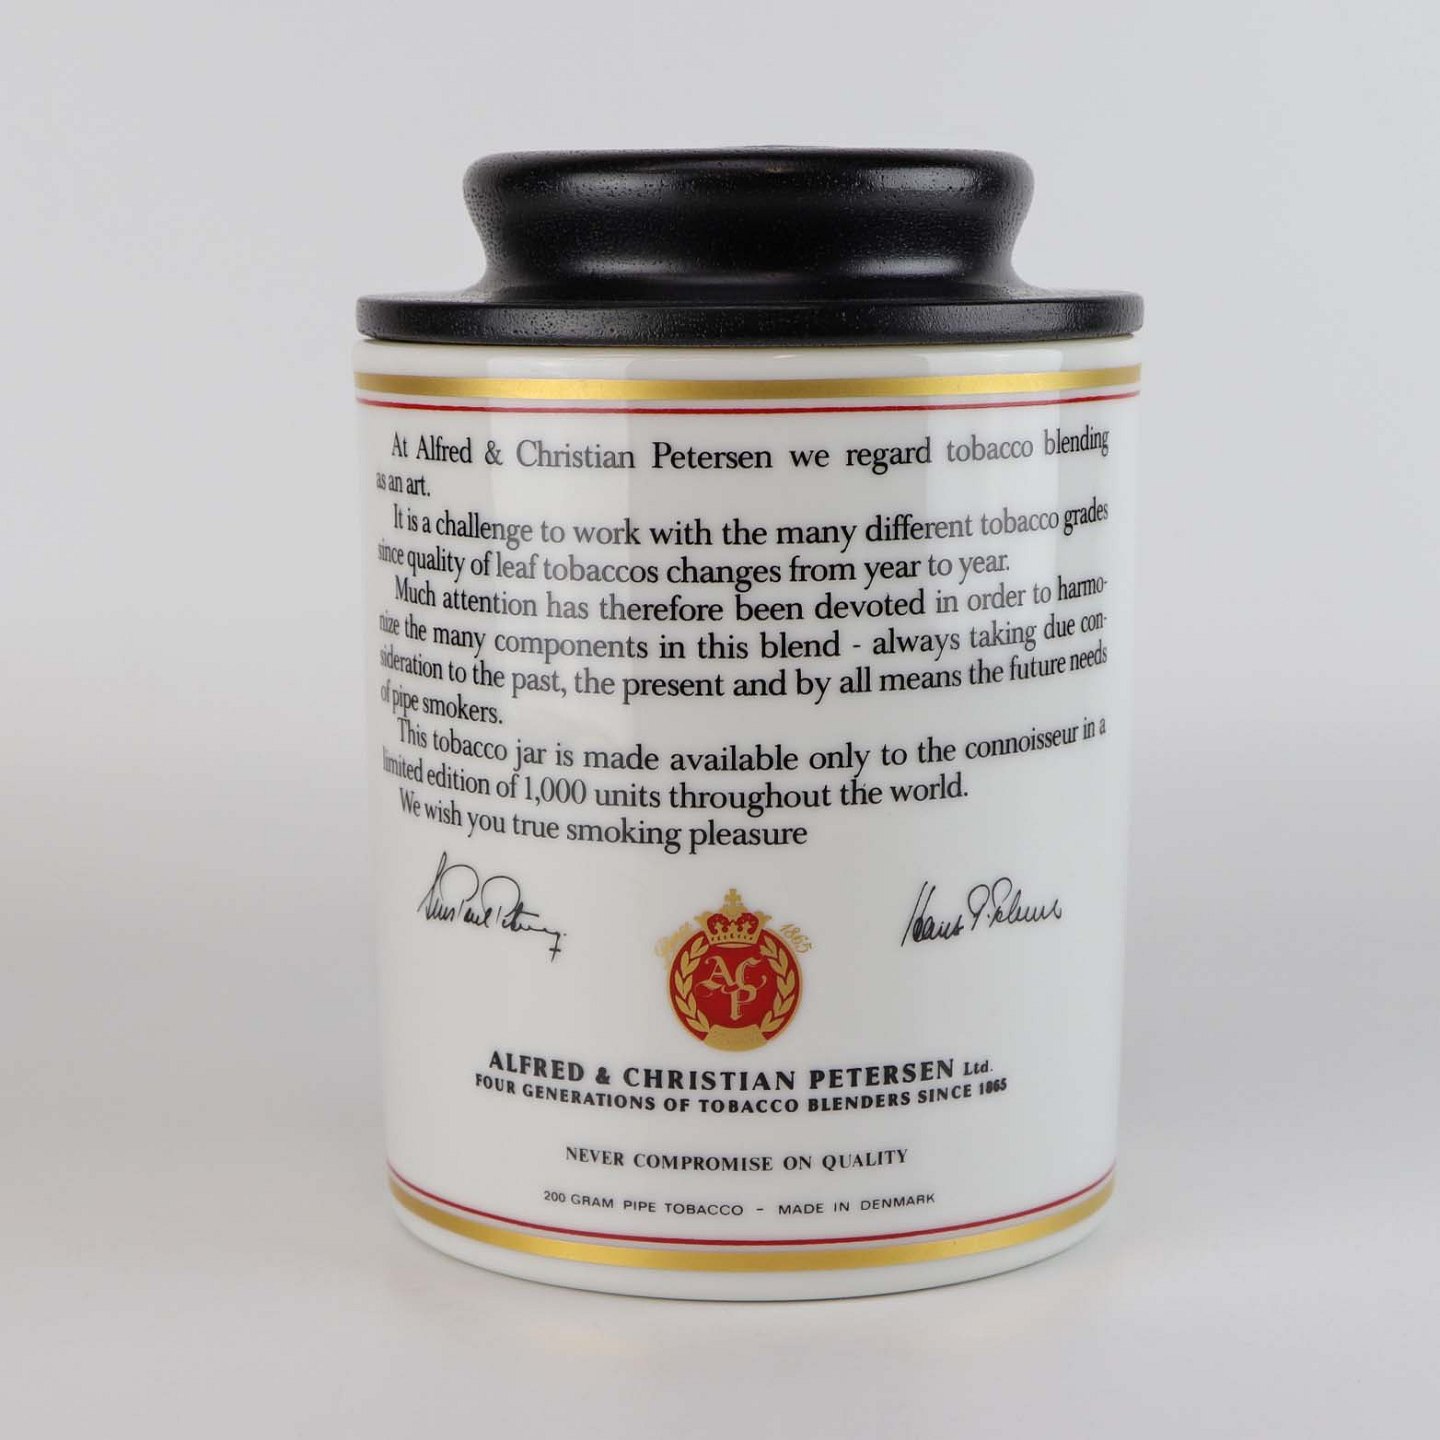 At Alfred & Christian Petersen we regard tobacco blending
as an art.
It is a challenge to work with the many different tobacco grades
since quality of leaf tobaccos changes from year to year.
Much attention has therefore been devoted in order to harmo-
nize the many components in this blend - always taking due con-
sideration to the past, the present and by all means the future needs
of pipe smokers.
This tobacco jar is made available only to the connoisseur in a
limited edition of 1,000 units throughout the world.
We wish you true smoking pleasure
1865
ACP
ALFRED & CHRISTIAN PETERSEN Ltd.
FOUR GENERATIONS OF TOBACCO BLENDERS SINCE 1865
NEVER COMPROMISE ON QUALITY
200 GRAM PIPE TOBACCO - MADE IN DENMARK